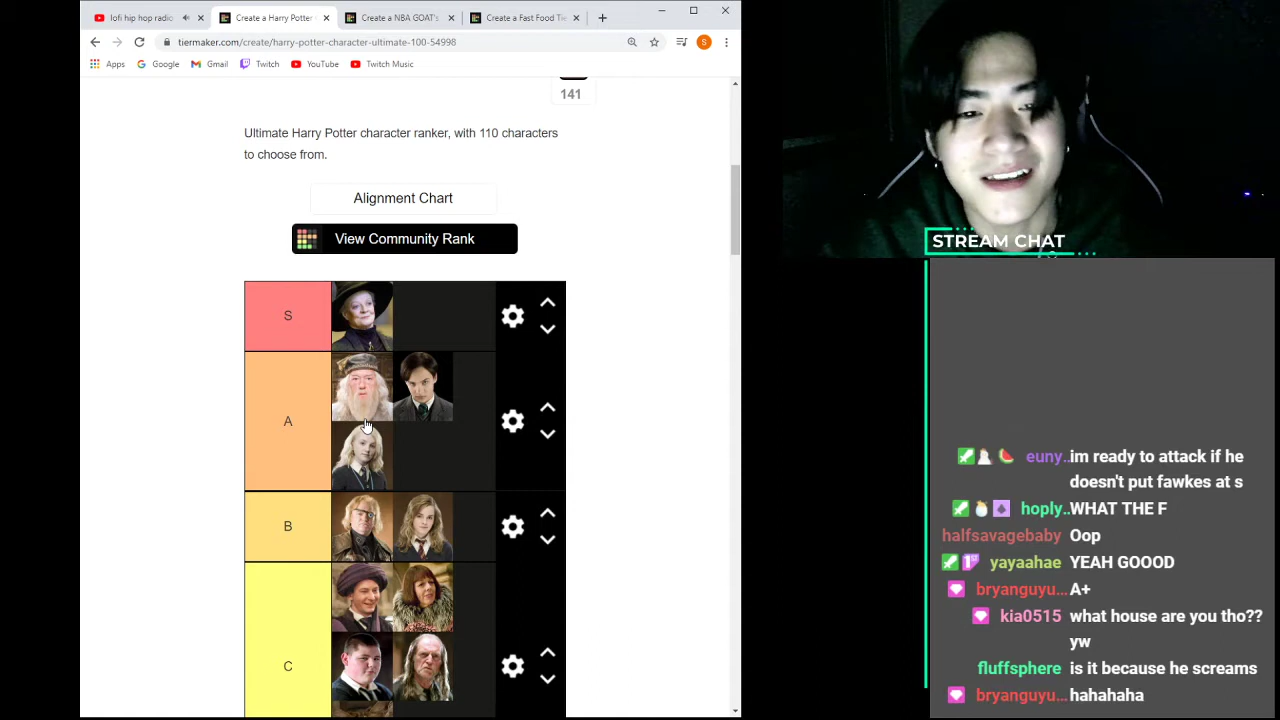 lofi hip hop radio
Create a Harry Potter
Create a NBA GOAT's
Create a Fast Food Tie
tiermaker.com/create/harry-potter-character-ultimate-100-54998
S
Apps
Google
Gmail
Twitch
YouTube
Twitch Music
141
Ultimate Harry Potter character ranker, with 110 characters
to choose from.
Alignment Chart
View Community Rank
S
A
B
C
STREAM CHAT
euny.. im ready to attack if he
doesn't put fawkes at s
hoply.. WHAT THE F
halfsavagebaby Oop
yayaahae YEAH GOOOD
bryanguyu... A+
kia0515 what house are you tho??
yw
fluffsphere is it because he screams
bryanguyu... hahahaha